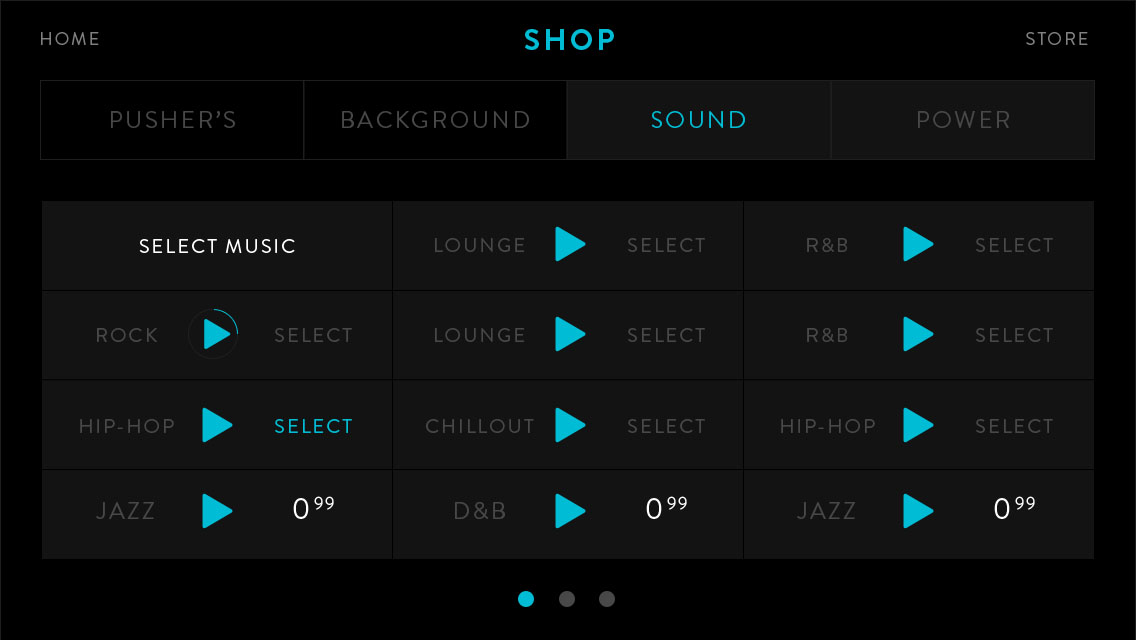 HOME SHOP STORE
PUSHER’S BACKGROUND SOUND POWER
SELECT MUSIC LOUNGE SELECT R&B SELECT
ROCK SELECT LOUNGE SELECT R&B SELECT
HIP-HOP SELECT CHILLOUT SELECT HIP-HOP SELECT
JAZZ 0 99 D&B 0 99 JAZZ 0 99